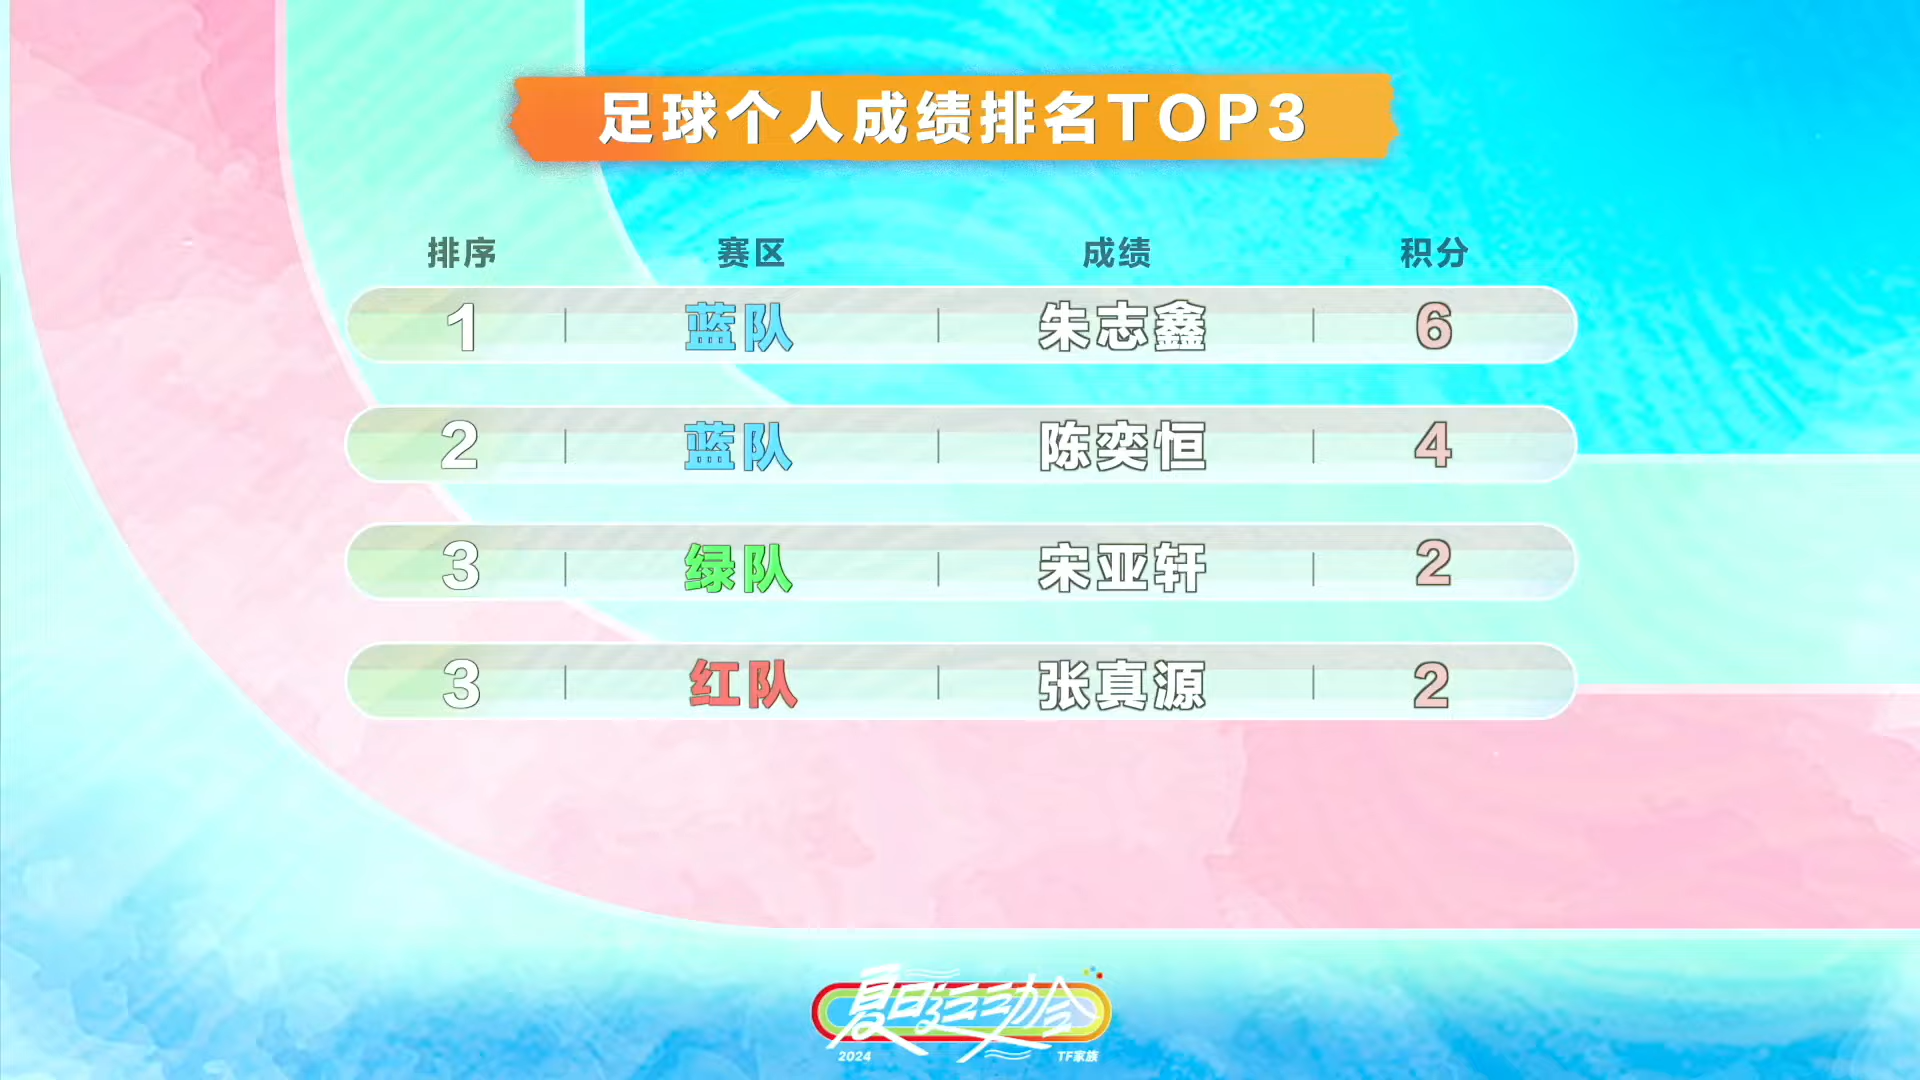 足球个人成绩排名TOP3
排序 赛区 成绩 积分
1 蓝队 朱志鑫 6
2 蓝队 陈奕恒 4
3 绿队 宋亚轩 2
3 红队 张真源 2
夏日运动会
2024 TF家族